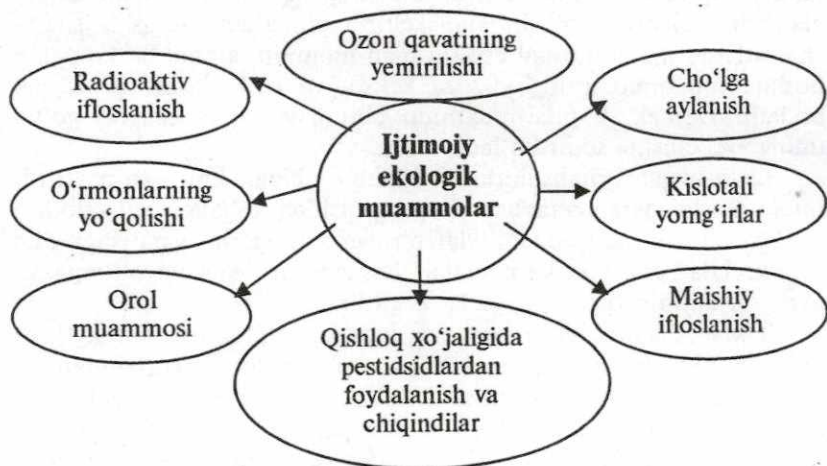 Ozon qavatining
yemirilishi
Radioaktiv
ifloslanish
Cho‘lga
aylanish
Ijtimoiy
ekologik
muammolar
O‘rmonlarning
yo‘qolishi
Kislotali
yomg‘irlar
Orol
muammosi
Maishiy
ifloslanish
Qishloq xo‘jaligida
pestidsidlardan
foydalanish va
chiqindilar